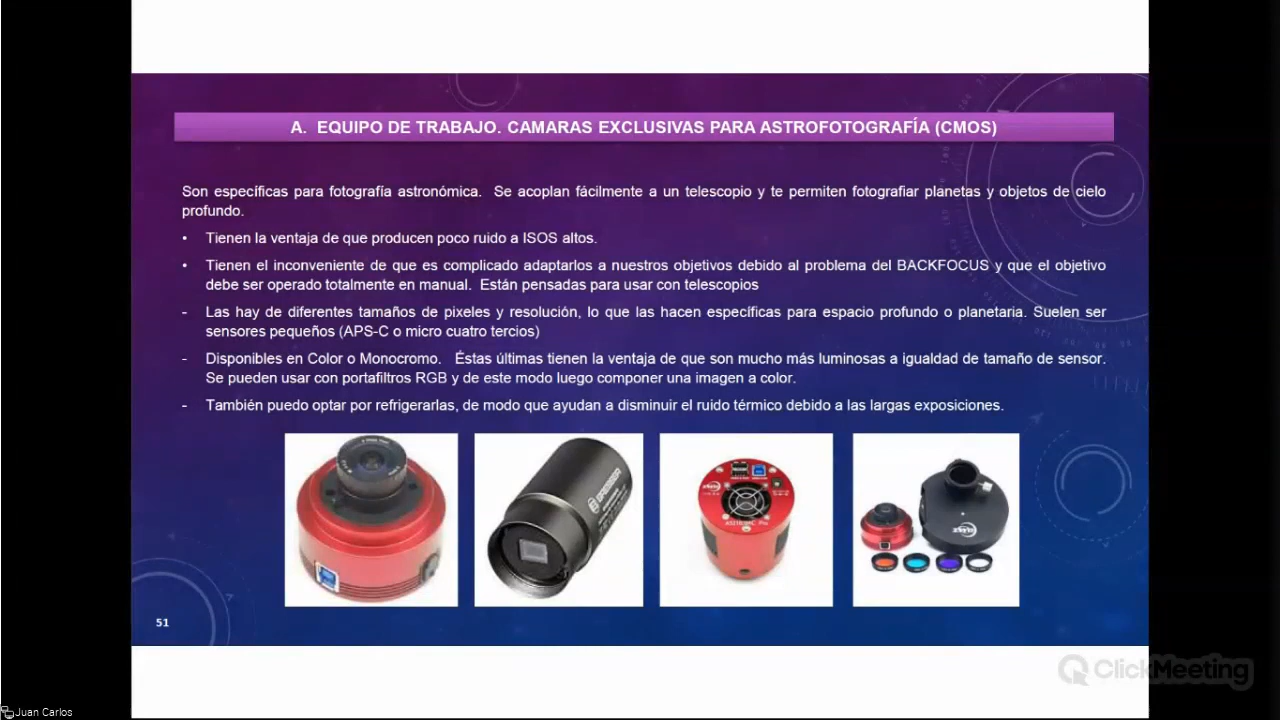 A. EQUIPO DE TRABAJO. CAMARAS EXCLUSIVAS PARA ASTROFOTOGRAFÍA (CMOS)
Son específicas para fotografía astronómica. Se acoplan fácilmente a un telescopio y te permiten fotografiar planetas y objetos de cielo
profundo.
• Tienen la ventaja de que producen poco ruido a ISOS altos.
• Tienen el inconveniente de que es complicado adaptarlos a nuestros objetivos debido al problema del BACKFOCUS y que el objetivo
debe ser operado totalmente en manual. Están pensadas para usar con telescopios
- Las hay de diferentes tamaños de pixeles y resolución, lo que las hacen específicas para espacio profundo o planetaria. Suelen ser
sensores pequeños (APS-C o micro cuatro tercios)
- Disponibles en Color o Monocromo. Éstas últimas tienen la ventaja de que son mucho más luminosas a igualdad de tamaño de sensor.
Se pueden usar con portafiltros RGB y de este modo luego componer una imagen a color.
- También puedo optar por refrigerarlas, de modo que ayudan a disminuir el ruido térmico debido a las largas exposiciones.
BRESSER
ZWO
51
ClickMeeting
Juan Carlos